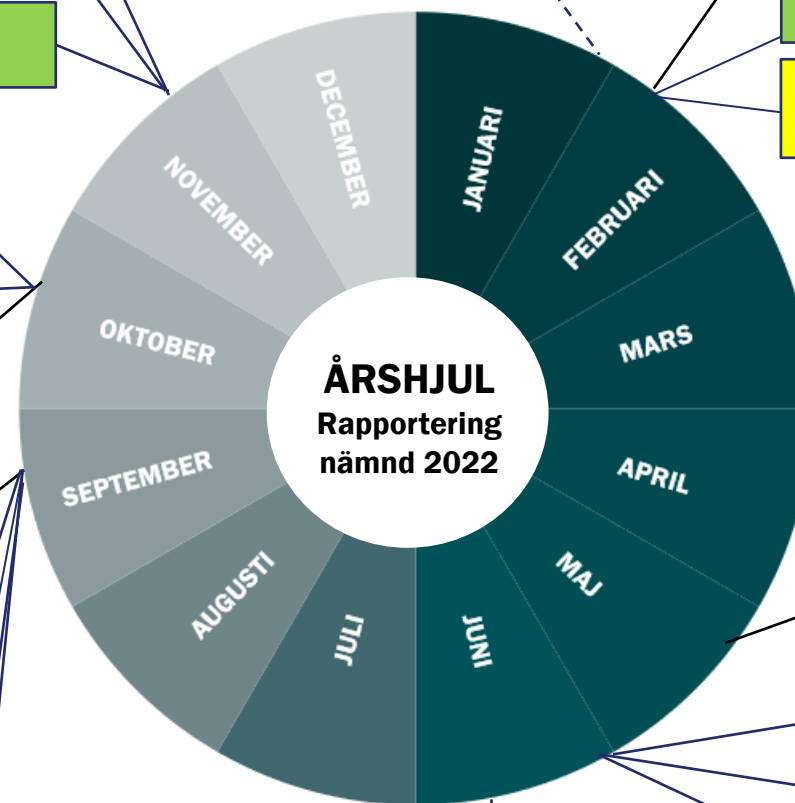 ÅRSHJUL
Rapportering
nämnd 2022
JANUARI
FEBRUARI
MARS
APRIL
MAJ
JUNI
JULI
AUGUSTI
SEPTEMBER
OKTOBER
NOVEMBER
DECEMBER